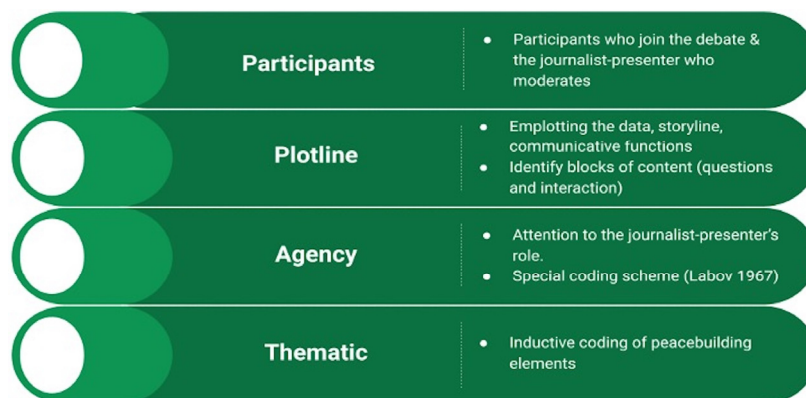 Participants
● Participants who join the debate &
the journalist-presenter who
moderates
Plotline
● Emplotting the data, storyline,
communicative functions
● Identify blocks of content (questions
and interaction)
Agency
● Attention to the journalist-presenter's
role.
● Special coding scheme (Labov 1967)
Thematic
● Inductive coding of peacebuilding
elements